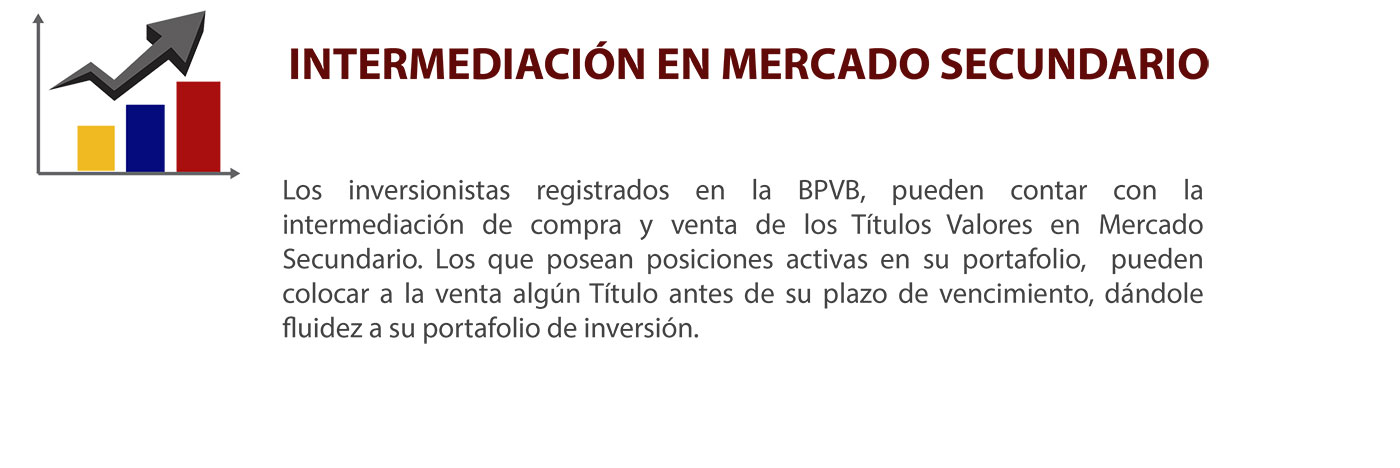 INTERMEDIACIÓN EN MERCADO SECUNDARIO
Los inversionistas registrados en la BPVB, pueden contar con la
intermediación de compra y venta de los Títulos Valores en Mercado
Secundario. Los que posean posiciones activas en su portafolio, pueden
colocar a la venta algún Título antes de su plazo de vencimiento, dándole
fluidez a su portafolio de inversión.